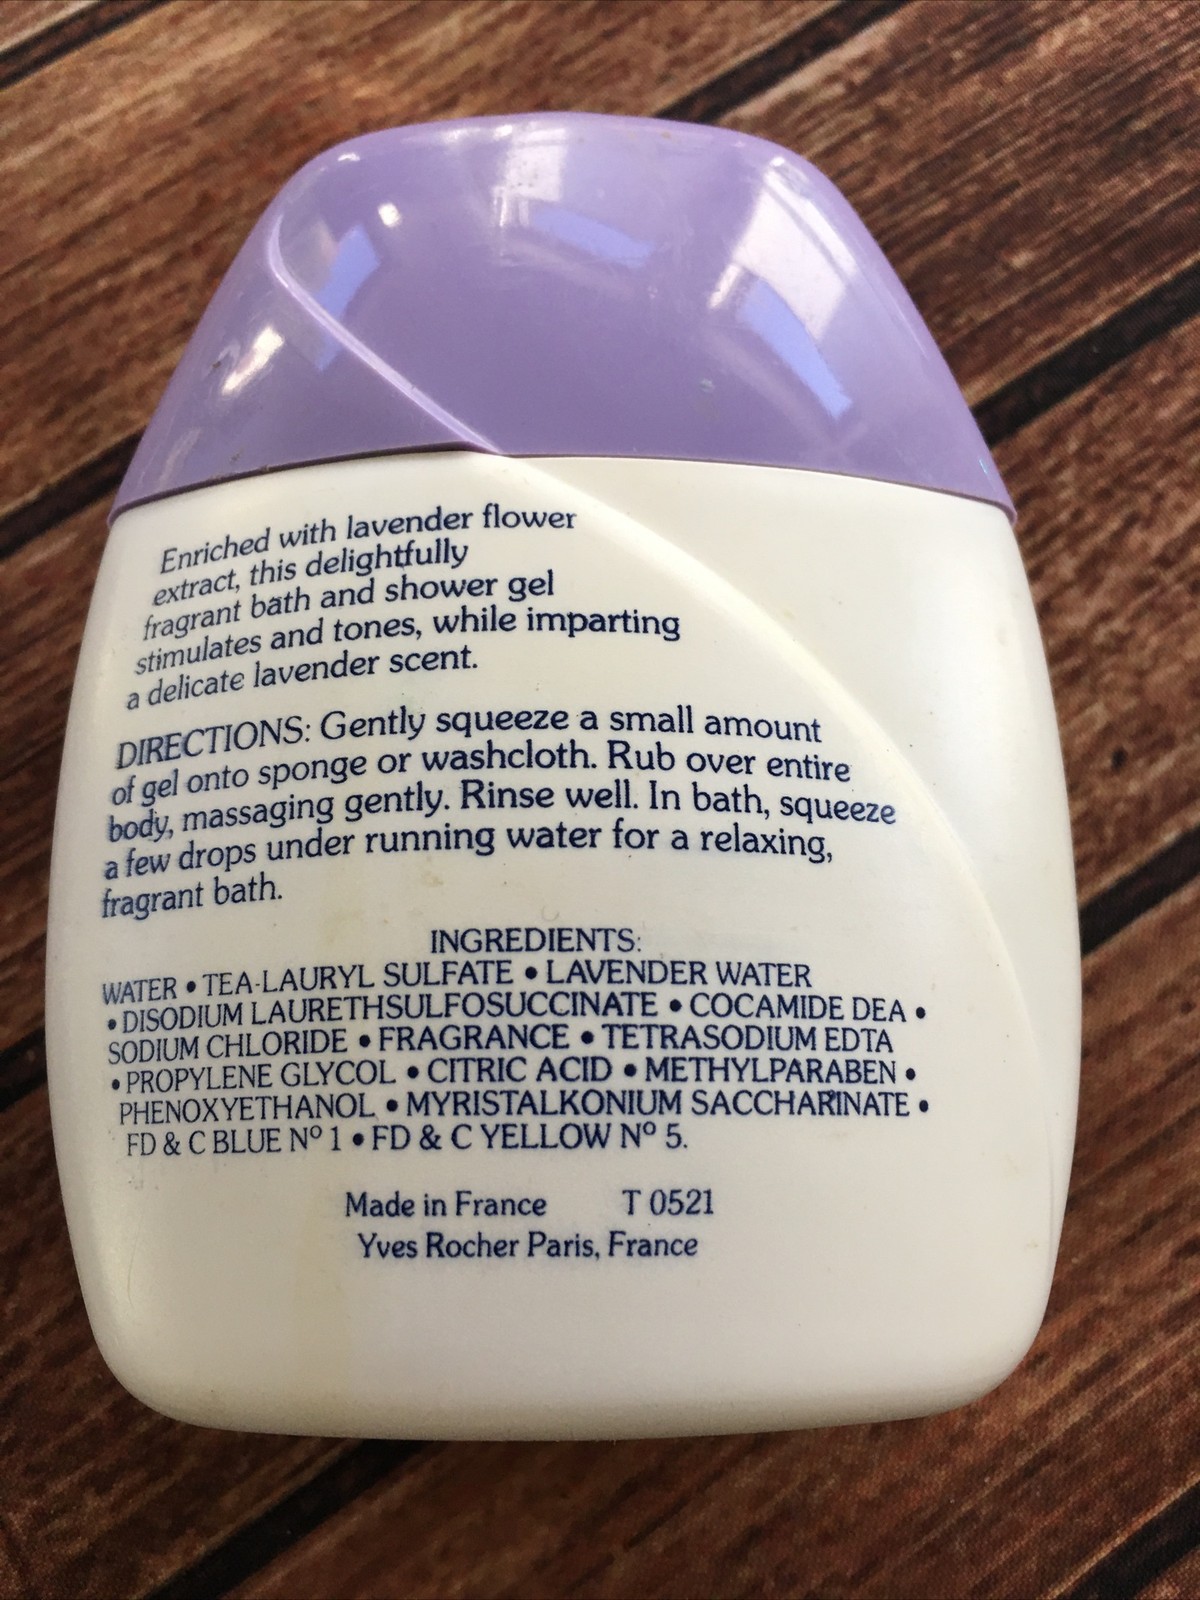 Enriched with lavender flower
extract, this delightfully
fragrant bath and shower gel
stimulates and tones, while imparting
a delicate lavender scent.
DIRECTIONS: Gently squeeze a small amount
of gel onto sponge or washcloth. Rub over entire
body, massaging gently. Rinse well. In bath, squeeze
a few drops under running water for a relaxing,
fragrant bath.
INGREDIENTS:
WATER • TEA-LAURYL SULFATE • LAVENDER WATER
• DISODIUM LAURETHSULFOSUCCINATE • COCAMIDE DEA •
SODIUM CHLORIDE • FRAGRANCE • TETRASODIUM EDTA
• PROPYLENE GLYCOL • CITRIC ACID • METHYLPARABEN •
PHENOXYETHANOL • MYRISTALKONIUM SACCHARINATE •
FD & C BLUE Nº 1 • FD & C YELLOW Nº 5.
Made in France T 0521
Yves Rocher Paris, France